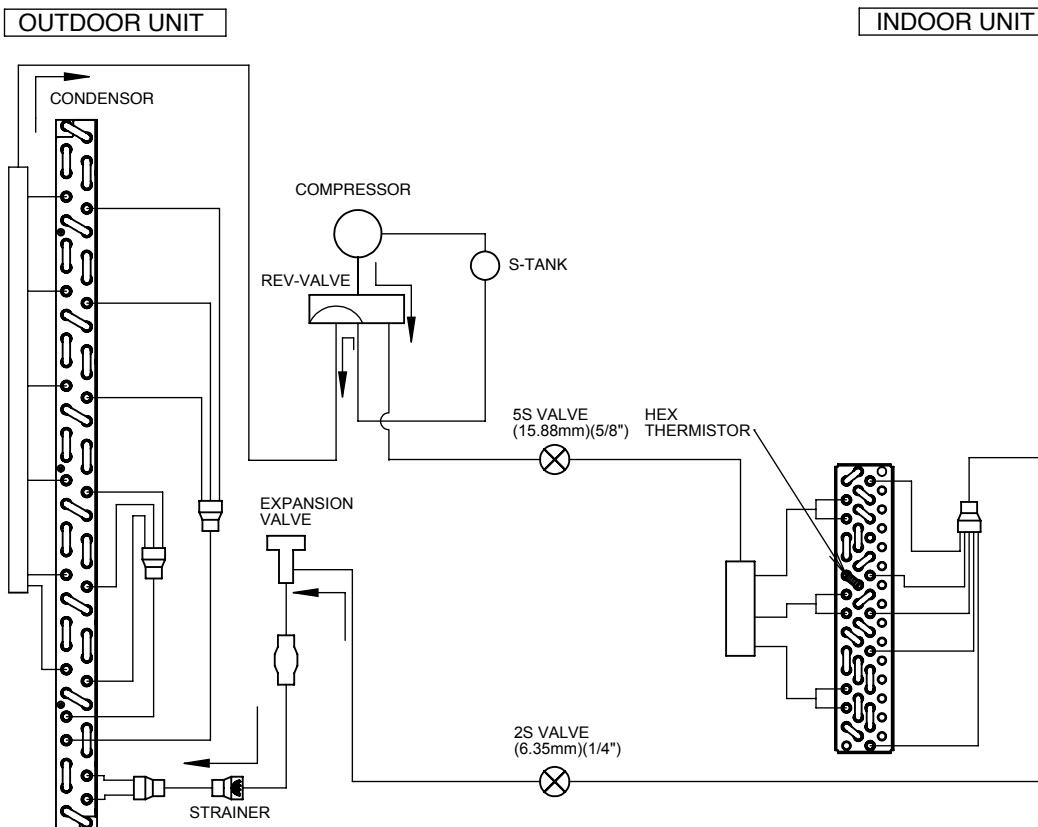 OUTDOOR UNIT
INDOOR UNIT
CONDENSOR
COMPRESSOR
S-TANK
REV-VALVE
5S VALVE
(15.88mm)(5/8")
HEX
THERMISTOR
EXPANSION
VALVE
2S VALVE
(6.35mm)(1/4")
STRAINER